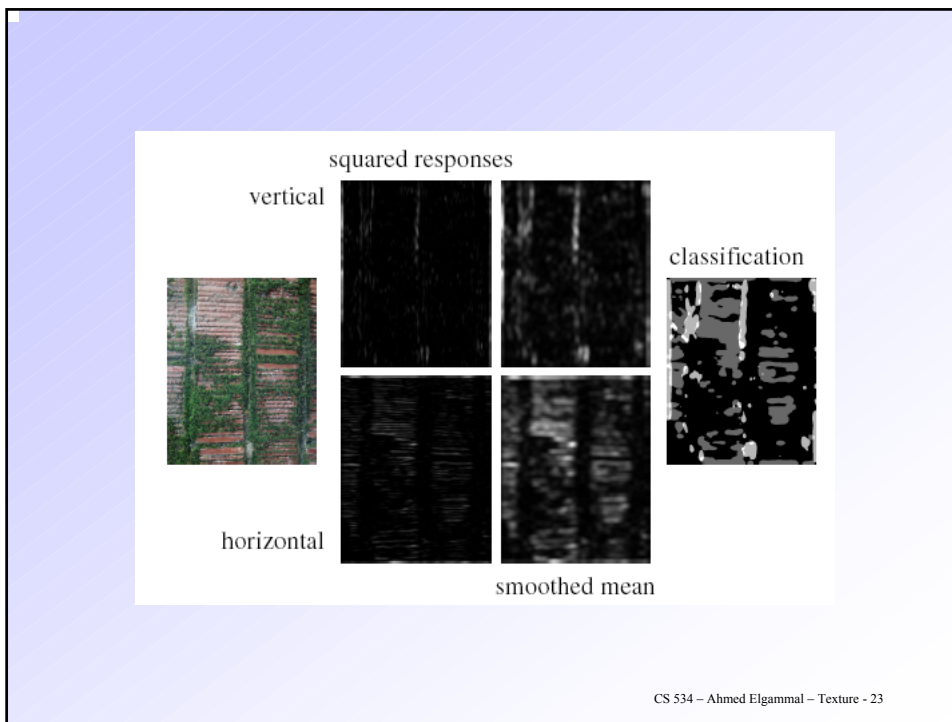 squared responses
vertical
classification
horizontal
smoothed mean
CS 534 – Ahmed Elgammal – Texture - 23